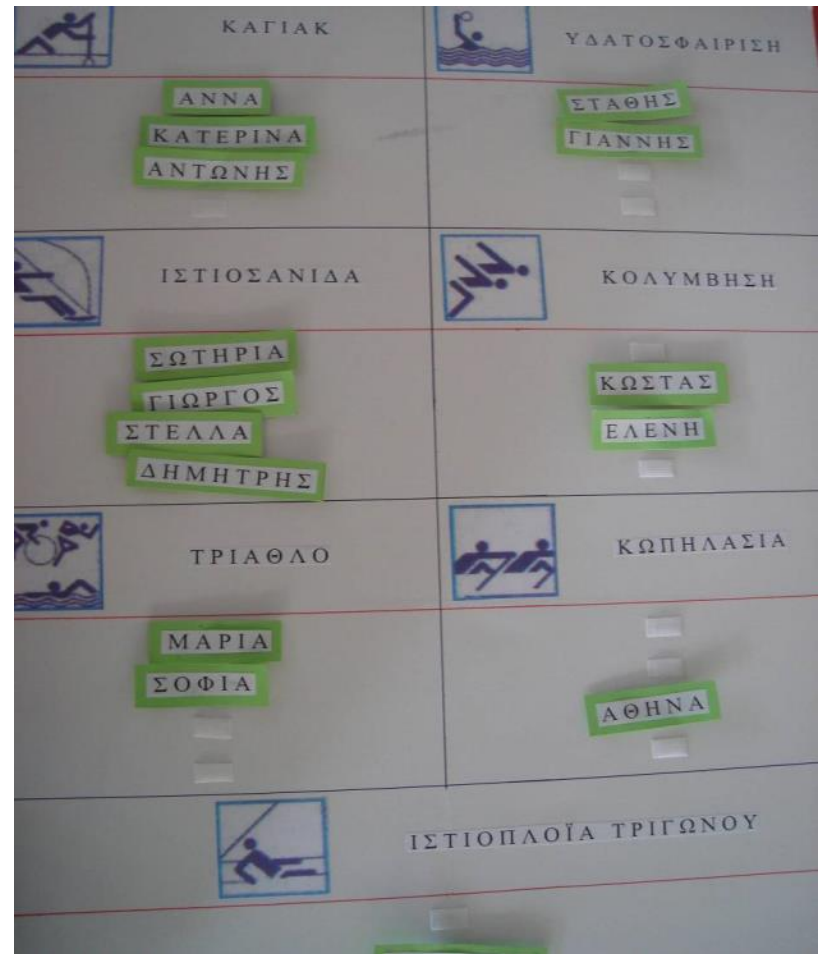 ΚΑΓΙΑΚ
ΑΝΝΑ
ΚΑΤΕΡΙΝΑ
ΑΝΤΩΝΗΣ
ΥΔΑΤΟΣΦΑΙΡΙΣΗ
ΣΤΑΘΗΣ
ΓΙΑΝΝΗΣ
ΙΣΤΙΟΣΑΝΙΔΑ
ΣΩΤΗΡΙΑ
ΓΙΩΡΓΟΣ
ΣΤΕΛΛΑ
ΔΗΜΗΤΡΗΣ
ΚΟΛΥΜΒΗΣΗ
ΚΩΣΤΑΣ
ΕΛΕΝΗ
ΤΡΙΑΘΛΟ
ΜΑΡΙΑ
ΣΟΦΙΑ
ΚΩΠΗΛΑΣΙΑ
ΑΘΗΝΑ
ΙΣΤΙΟΠΛΟΪΑ ΤΡΙΓΩΝΟΥ